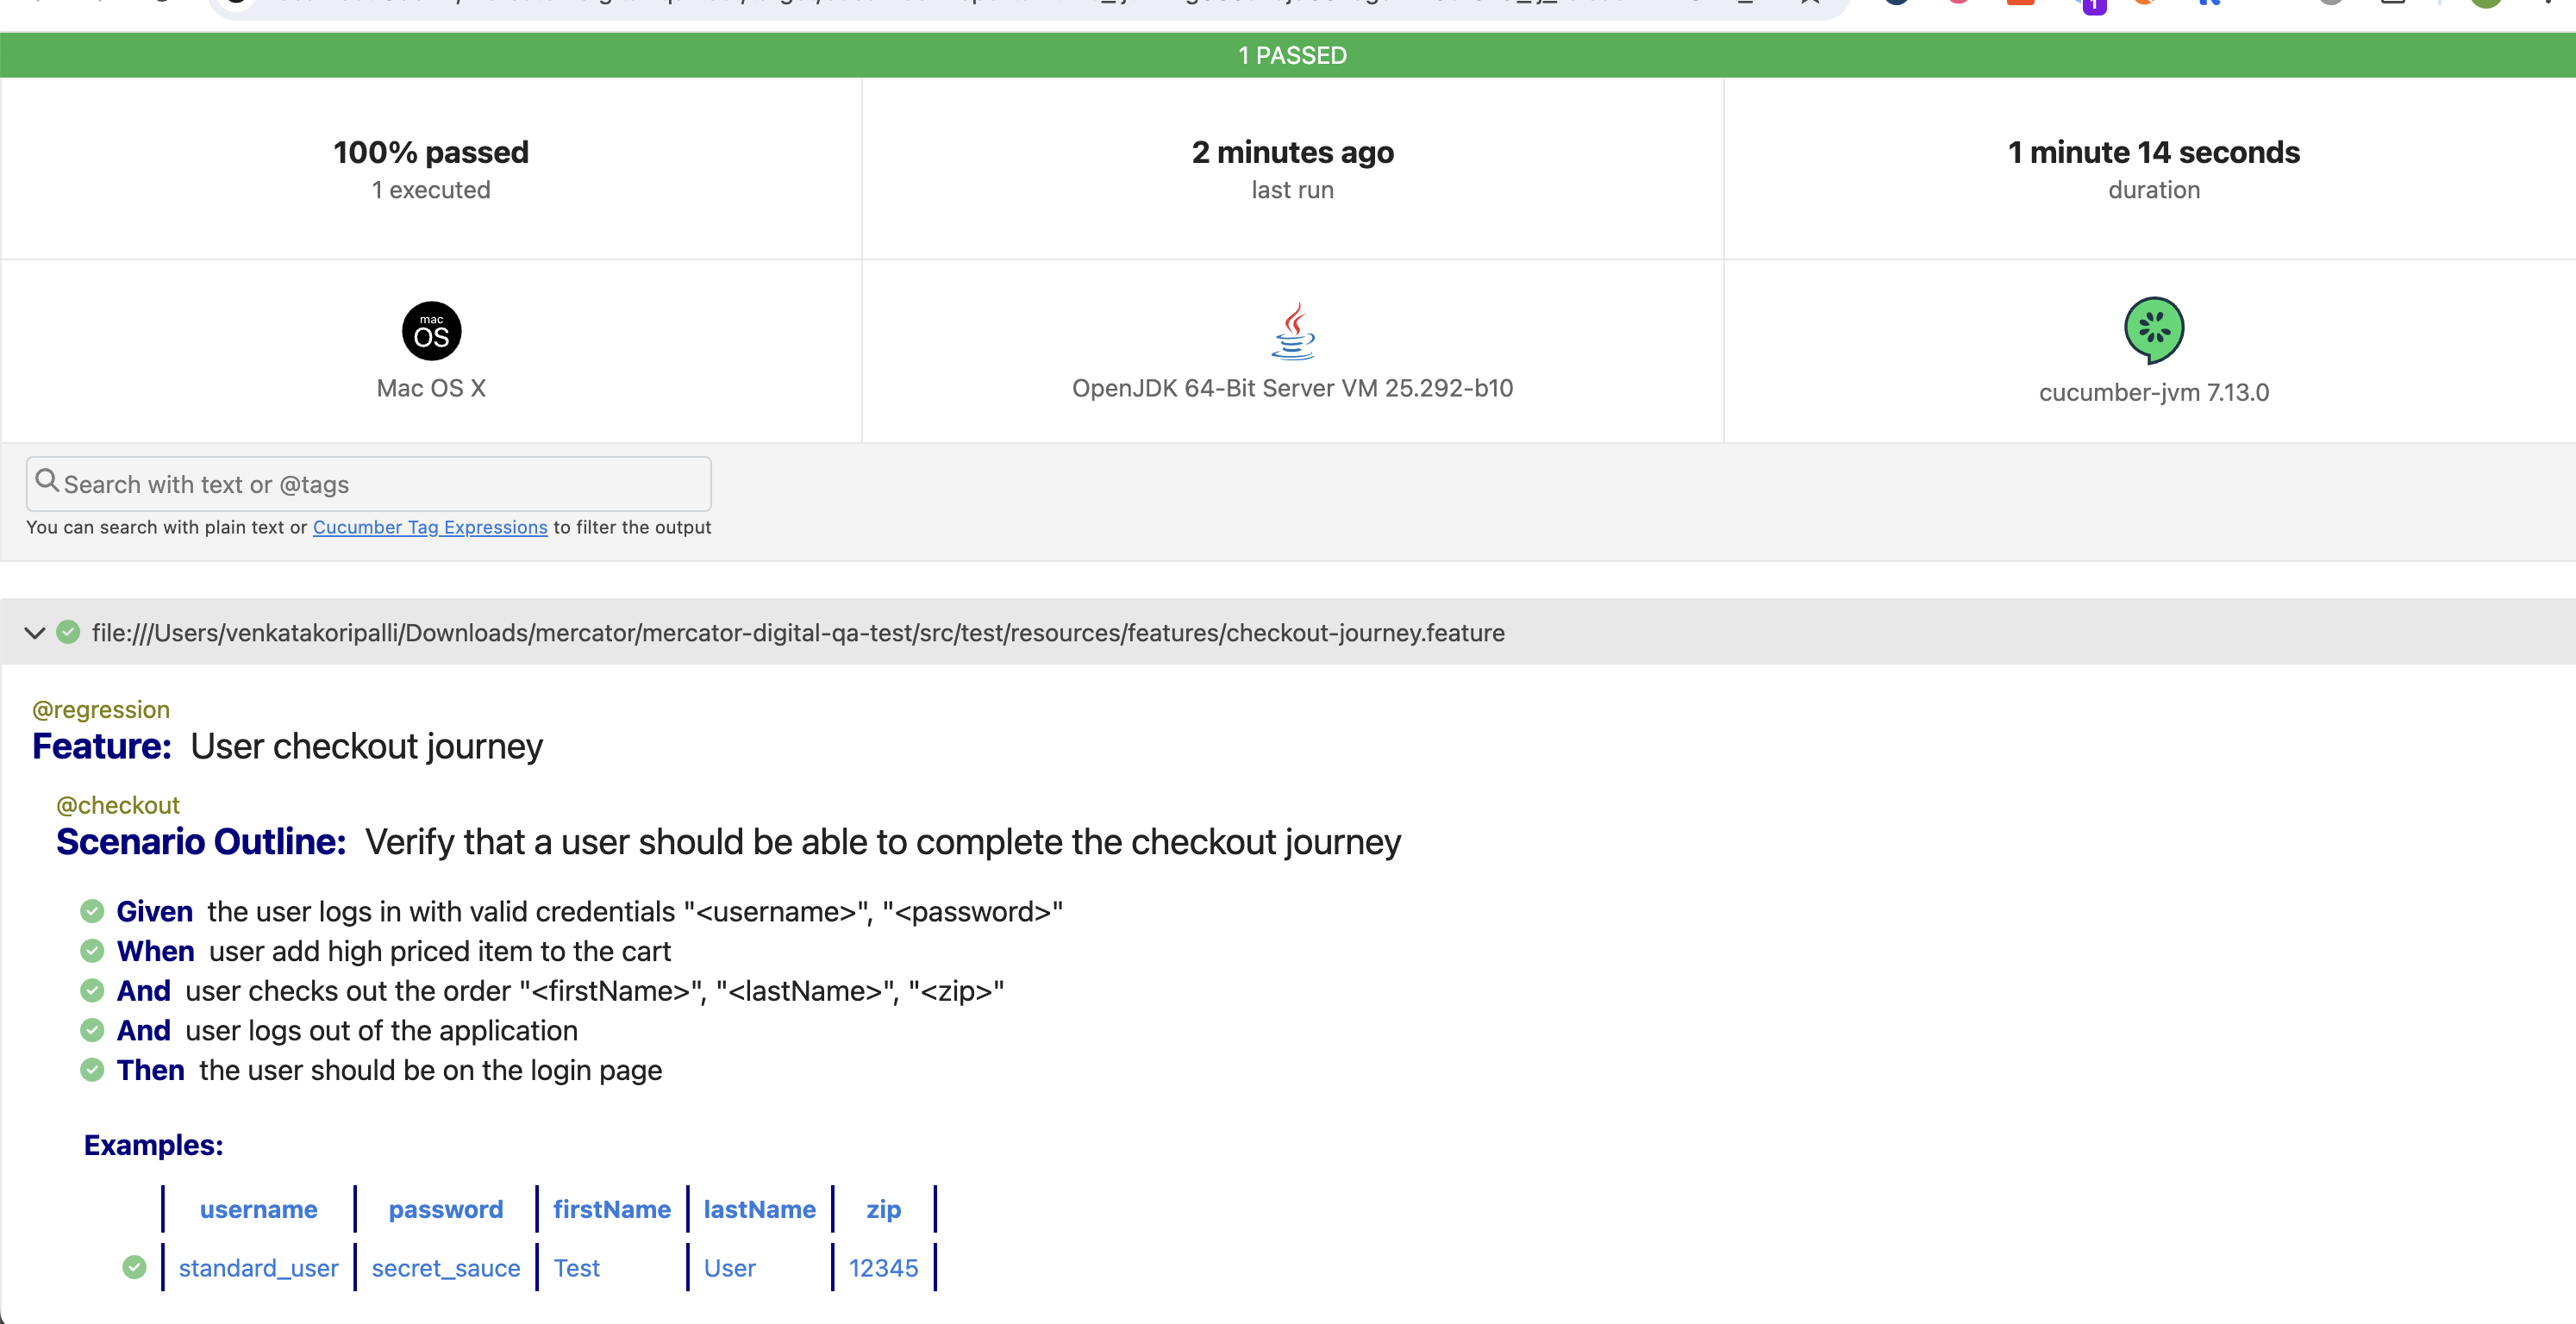 1
1 PASSED
100% passed
1 executed
2 minutes ago
last run
1 minute 14 seconds
duration
mac
OS
Mac OS X
OpenJDK 64-Bit Server VM 25.292-b10
cucumber-jvm 7.13.0
Search with text or @tags
You can search with plain text or Cucumber Tag Expressions to filter the output
file:///Users/venkatakoripalli/Downloads/mercator/mercator-digital-qa-test/src/test/resources/features/checkout-journey.feature
@regression
Feature: User checkout journey
@checkout
Scenario Outline: Verify that a user should be able to complete the checkout journey
Given the user logs in with valid credentials "<username>", "<password>"
When user add high priced item to the cart
And user checks out the order "<firstName>", "<lastName>", "<zip>"
And user logs out of the application
Then the user should be on the login page
Examples:
username password firstName lastName zip
standard_user secret_sauce Test User 12345